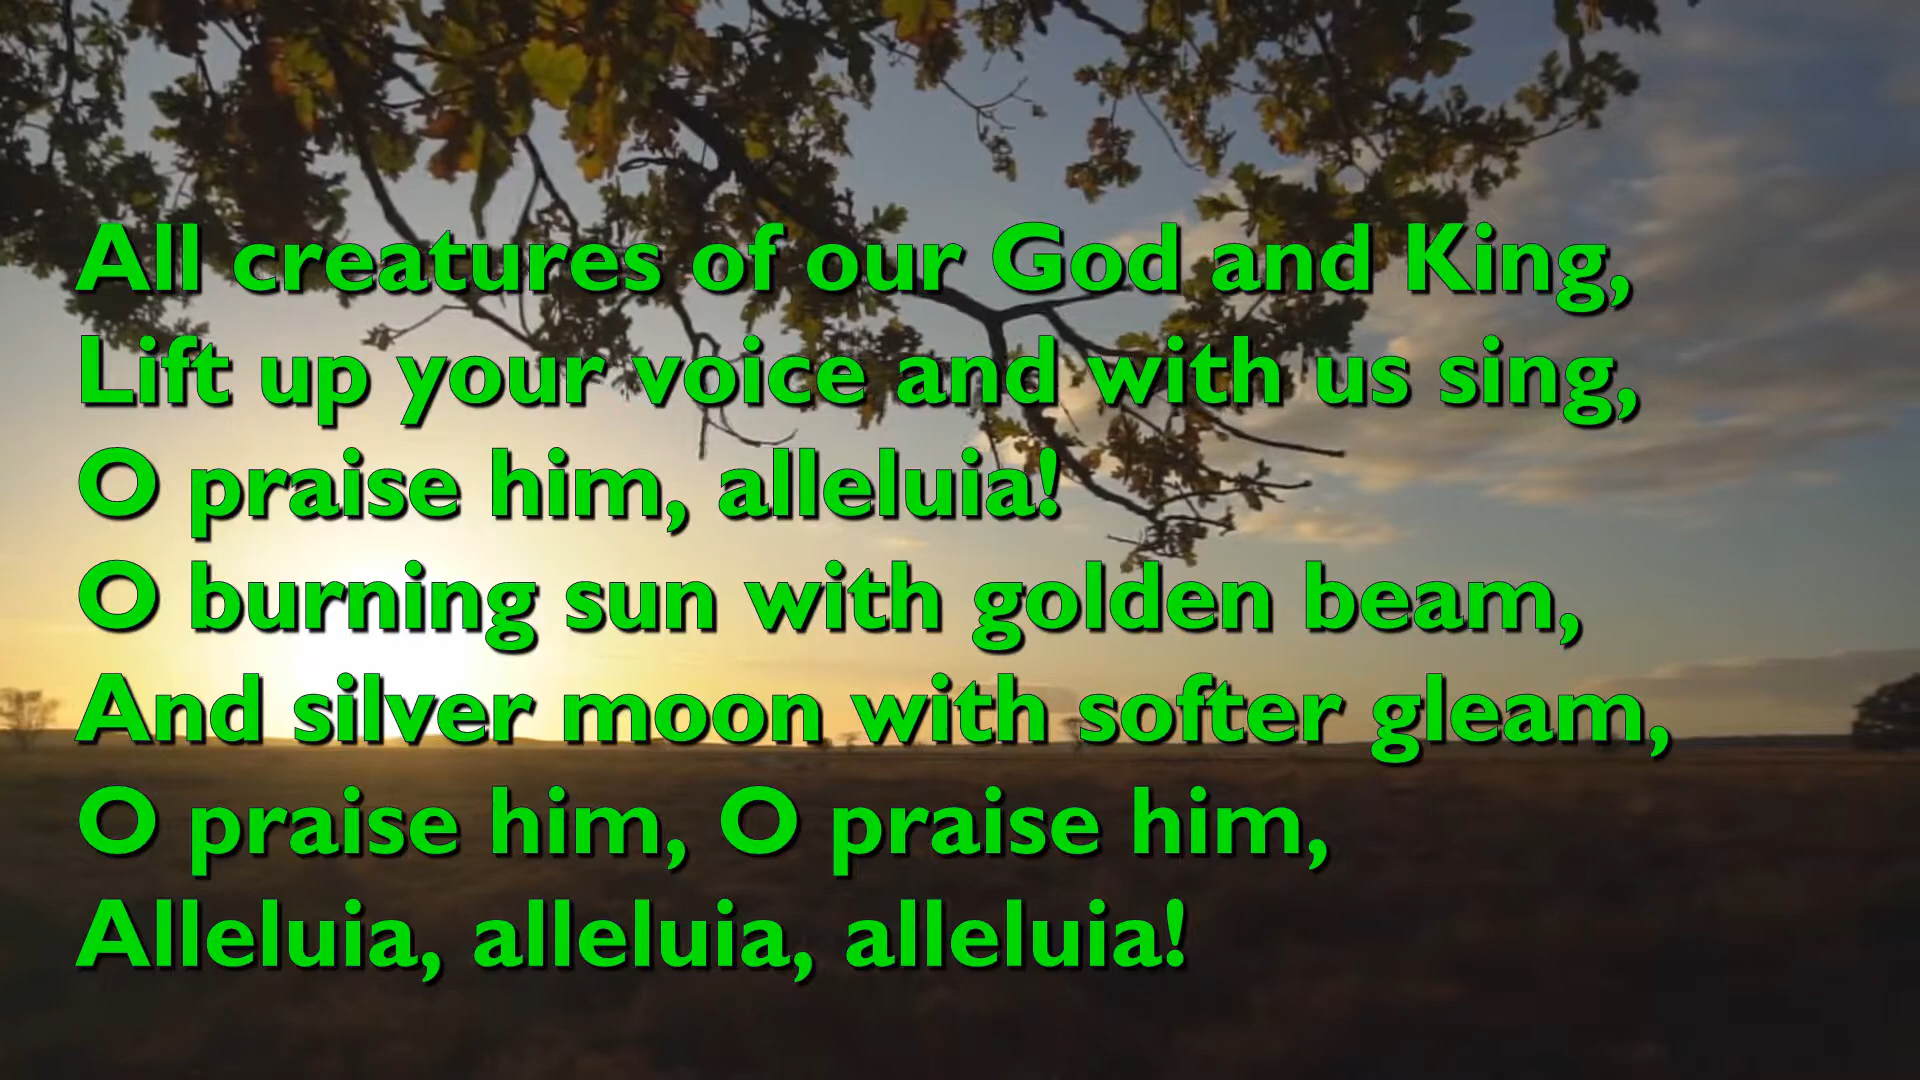 All creatures of our God and King,
Lift up your voice and with us sing,
O praise him, alleluia!
O burning sun with golden beam,
And silver moon with softer gleam,
O praise him, O praise him,
Alleluia, alleluia, alleluia!